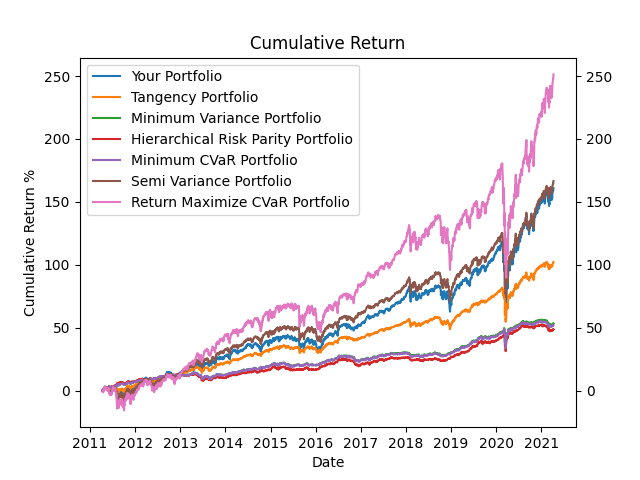 Cumulative Return
Your Portfolio
Tangency Portfolio
Minimum Variance Portfolio
Hierarchical Risk Parity Portfolio
Minimum CVaR Portfolio
Semi Variance Portfolio
Return Maximize CVaR Portfolio
Cumulative Return %
250 250
200 200
150 150
100 100
50 50
0 0
2011 2012 2013 2014 2015 2016 2017 2018 2019 2020 2021
Date